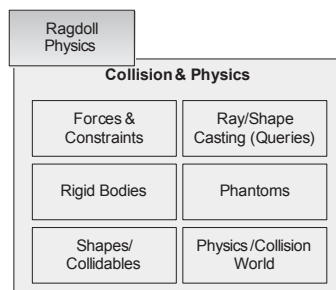 Ragdoll
Physics
Collision & Physics
Forces &
Constraints
Ray/Shape
Casting (Queries)
Rigid Bodies
Phantoms
Shapes/
Collidables
Physics/Collision
World